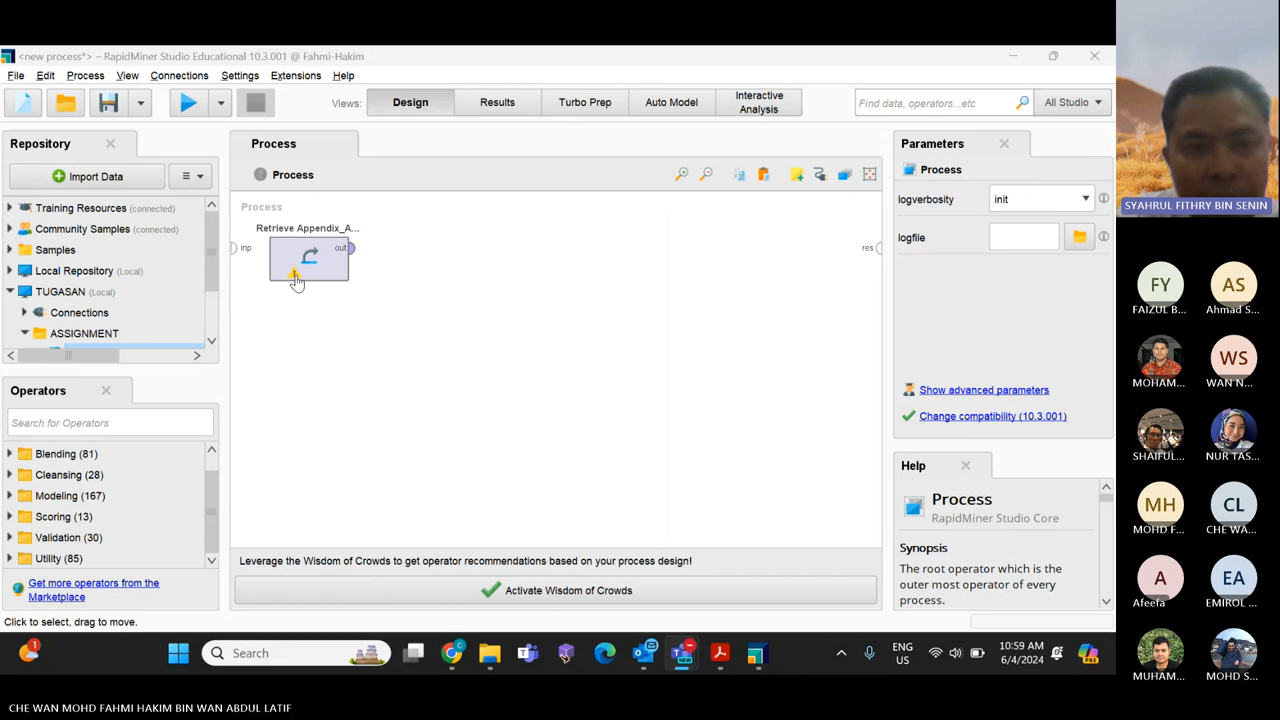 <new process*> – RapidMiner Studio Educational 10.3.001 @ Fahmi-Hakim
File Edit Process View Connections Settings Extensions Help
Views: Design Results Turbo Prep Auto Model Interactive Analysis Find data, operators...etc All Studio
Repository
Import Data
Training Resources (connected)
Community Samples (connected)
Samples
Local Repository (Local)
TUGASAN (Local)
Connections
ASSIGNMENT
Operators
Search for Operators
Blending (81)
Cleansing (28)
Modeling (167)
Scoring (13)
Validation (30)
Utility (85)
Get more operators from the
Marketplace
Click to select, drag to move.
Process
Process
Process
Retrieve Appendix_A...
inp
out
res
Leverage the Wisdom of Crowds to get operator recommendations based on your process design!
Activate Wisdom of Crowds
Parameters
Process
logverbosity init
logfile
Show advanced parameters
Change compatibility (10.3.001)
Help
Process
RapidMiner Studio Core
Synopsis
The root operator which is the
outer most operator of every
process.
Search
NEW
ENG
US
10:59 AM
6/4/2024
PRE
1
CHE WAN MOHD FAHMI HAKIM BIN WAN ABDUL LATIF
SYAHRUL FITHRY BIN SENIN
FY
FAIZUL B...
AS
Ahmad S...
MOHAM...
WS
WAN N...
SHAIFUL...
NUR TAS...
MH
MOHD F...
CL
CHE WA...
A
Afeefa
EA
EMIROL ...
MUHAM...
MOHD S...